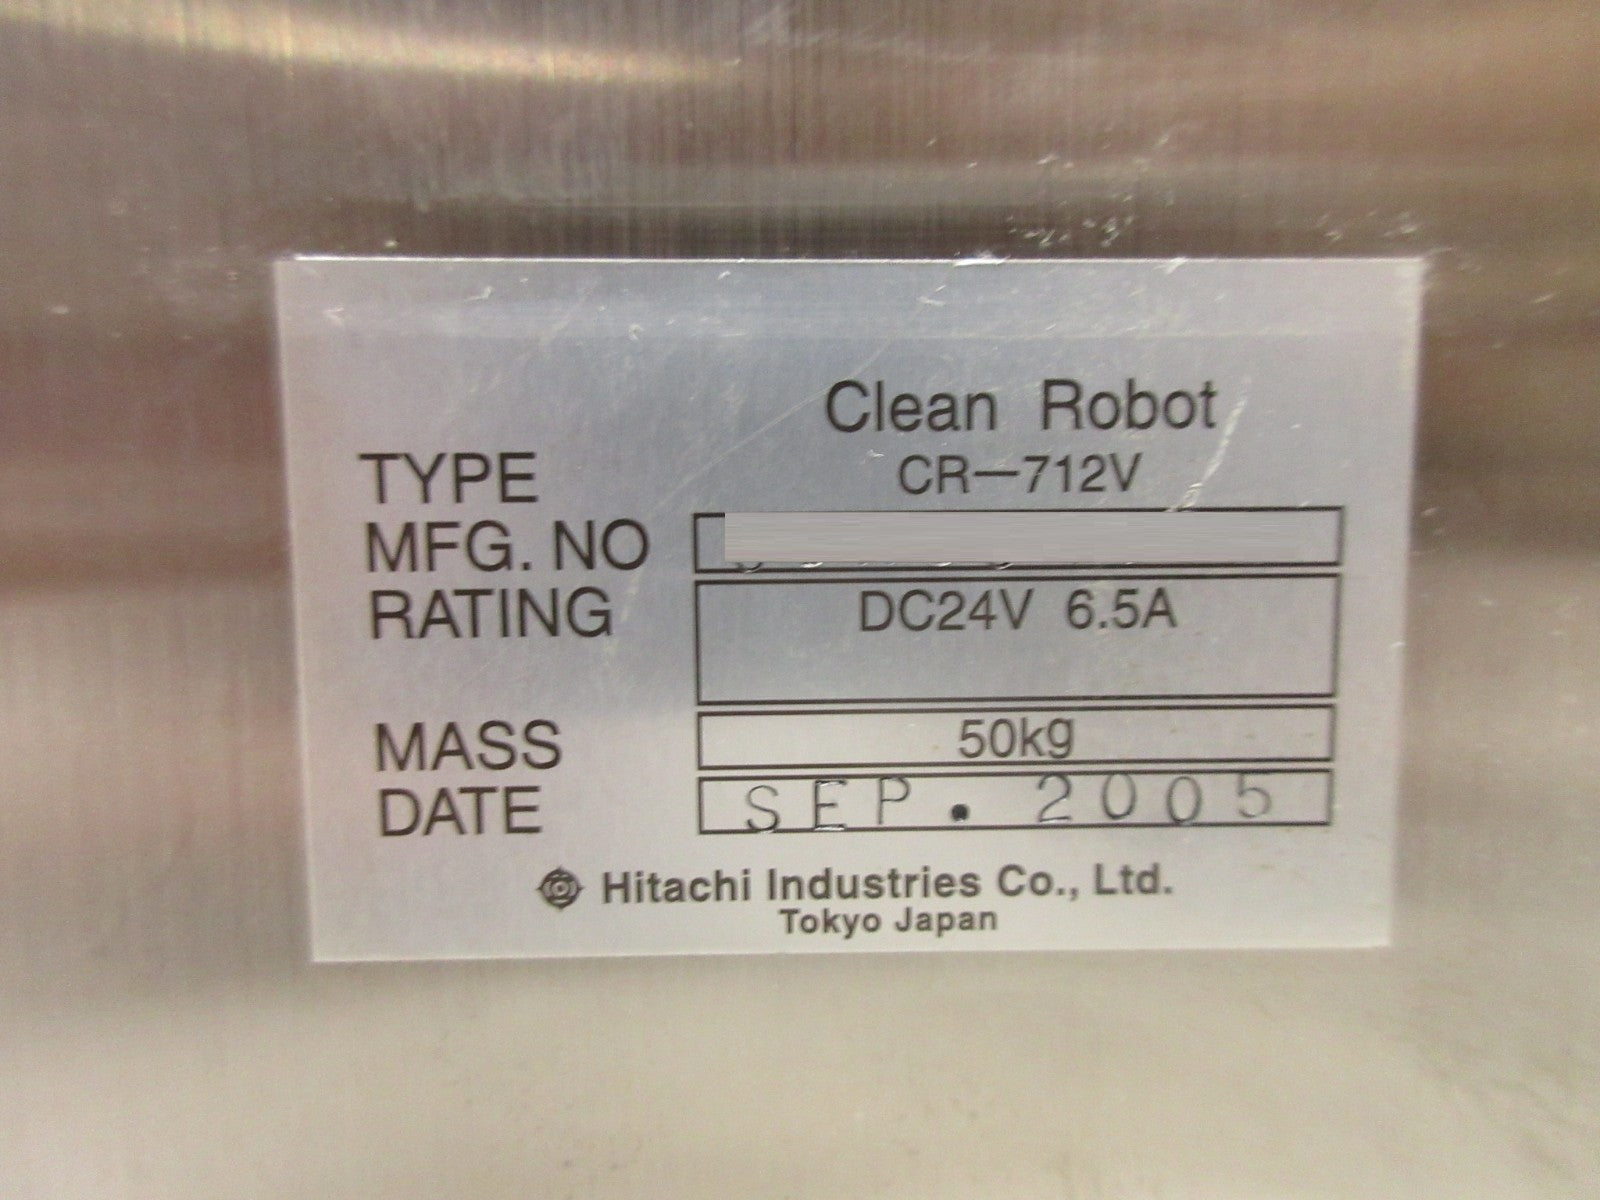 Clean Robot
TYPE CR-712V
MFG. NO
RATING DC24V 6.5A
MASS 50kg
DATE SEP. 2005
Hitachi Industries Co., Ltd.
Tokyo Japan